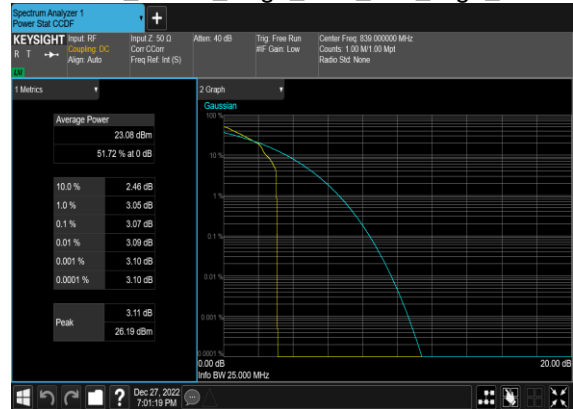 Spectrum Analyzer 1
Power Stat CCDF
+
KEYSIGHT
R T
LXI
Input: RF
Coupling: DC
Align: Auto
Input Z: 50 Ω
Corr CCorr
Freq Ref: Int (S)
Atten: 40 dB
Trig: Free Run
#IF Gain: Low
Center Freq: 839.000000 MHz
Counts: 1.00 M/1.00 Mpt
Radio Std: None
1 Metrics
Average Power
23.08 dBm
51.72 % at 0 dB
10.0 % 2.46 dB
1.0 % 3.05 dB
0.1 % 3.07 dB
0.01 % 3.09 dB
0.001 % 3.10 dB
0.0001 % 3.10 dB
Peak
3.11 dB
26.19 dBm
2 Graph
Gaussian
100 %
10 %
1 %
0.1 %
0.01 %
0.001 %
0.0001 %
0.00 dB 20.00 dB
Info BW 25.000 MHz
?
Dec 27, 2022
7:01:19 PM